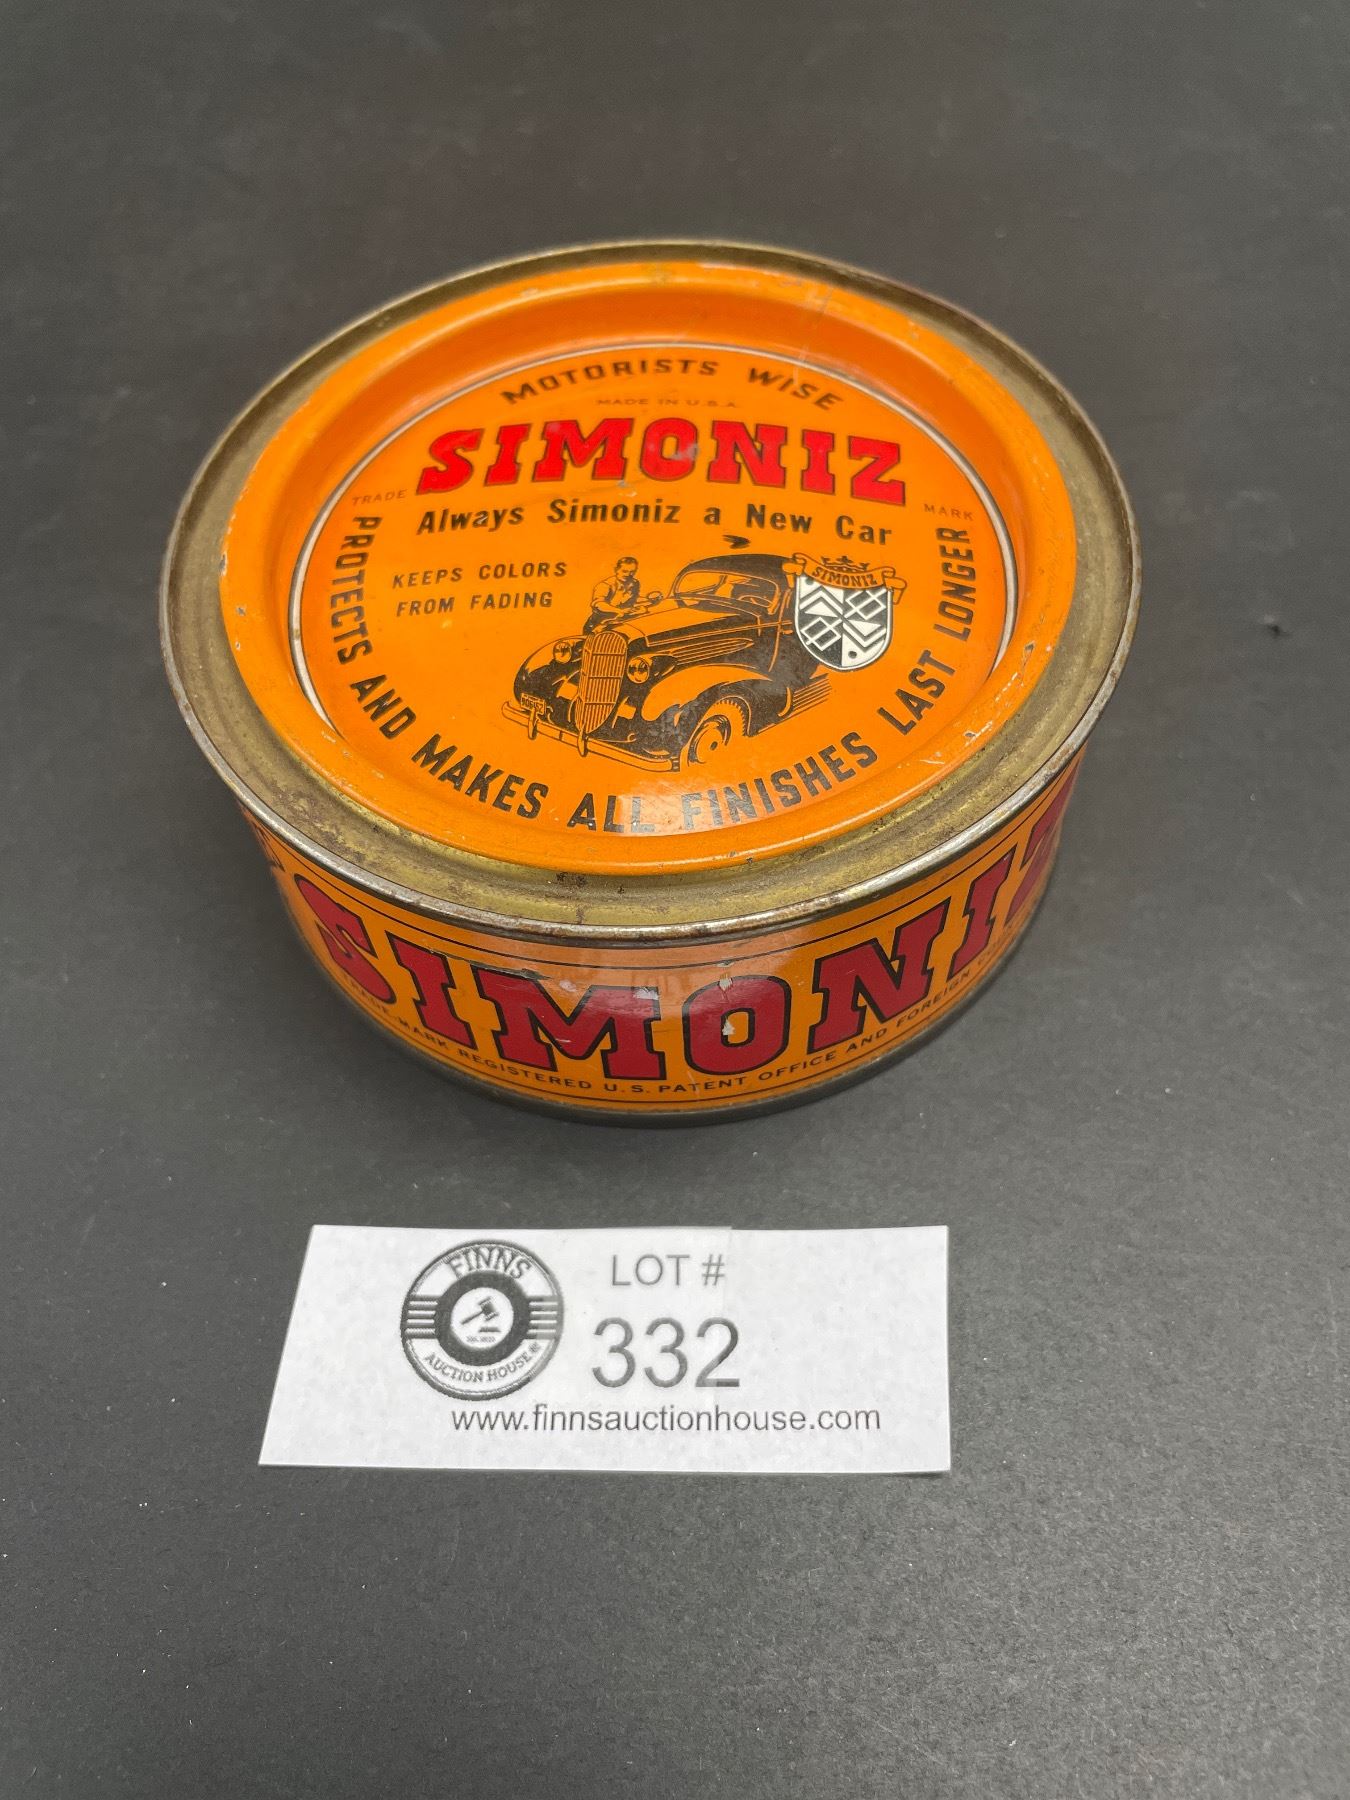 MOTORISTS WISE
MADE IN U.S.A.
SIMONIZ
TRADE MARK
Always Simoniz a New Car
KEEPS COLORS
FROM FADING
SIMONIZ
PROTECTS AND MAKES ALL FINISHES LAST LONGER
SIMONIZ
TRADE-MARK REGISTERED U.S. PATENT OFFICE AND FOREIGN
FINNS
AUCTION HOUSE
LOT #
332
www.finnsauctionhouse.com